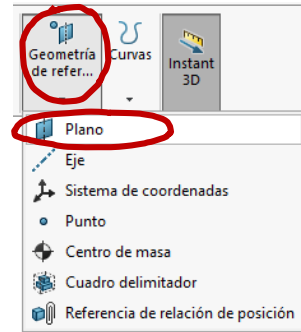 Geometría
de refer...
Curvas
Instant
3D
Plano
Eje
Sistema de coordenadas
Punto
Centro de masa
Cuadro delimitador
Referencia de relación de posición